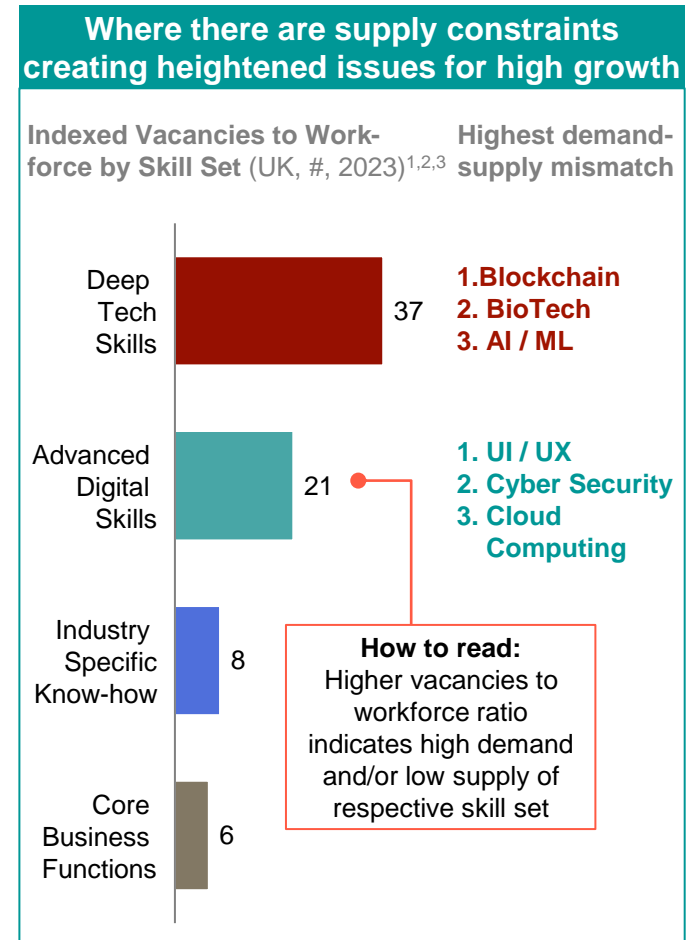 Where there are supply constraints
creating heightened issues for high growth
Indexed Vacancies to Work-
force by Skill Set (UK, #, 2023)1,2,3
Highest demand-
supply mismatch
Deep
Tech
Skills
37
1.Blockchain
2. BioTech
3. AI / ML
Advanced
Digital
Skills
21
1. UI / UX
2. Cyber Security
3. Cloud
Computing
Industry
Specific
Know-how
8
How to read:
Higher vacancies to
workforce ratio
indicates high demand
and/or low supply of
respective skill set
Core
Business
Functions
6